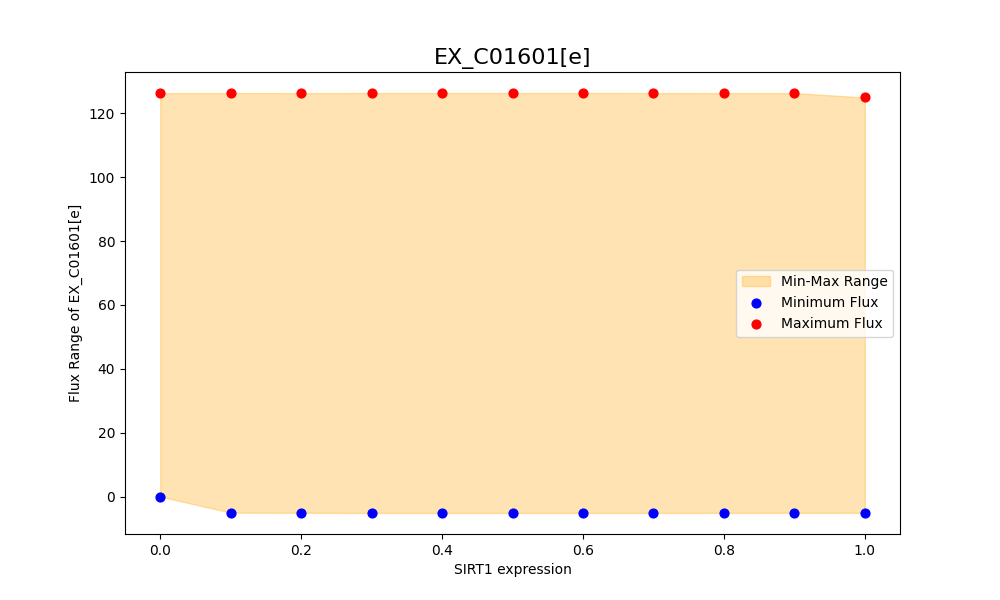 EX_C01601[e]
Flux Range of EX_C01601[e]
120
100
80
60
40
20
0
Min-Max Range
Minimum Flux
Maximum Flux
0.0 0.2 0.4 0.6 0.8 1.0
SIRT1 expression